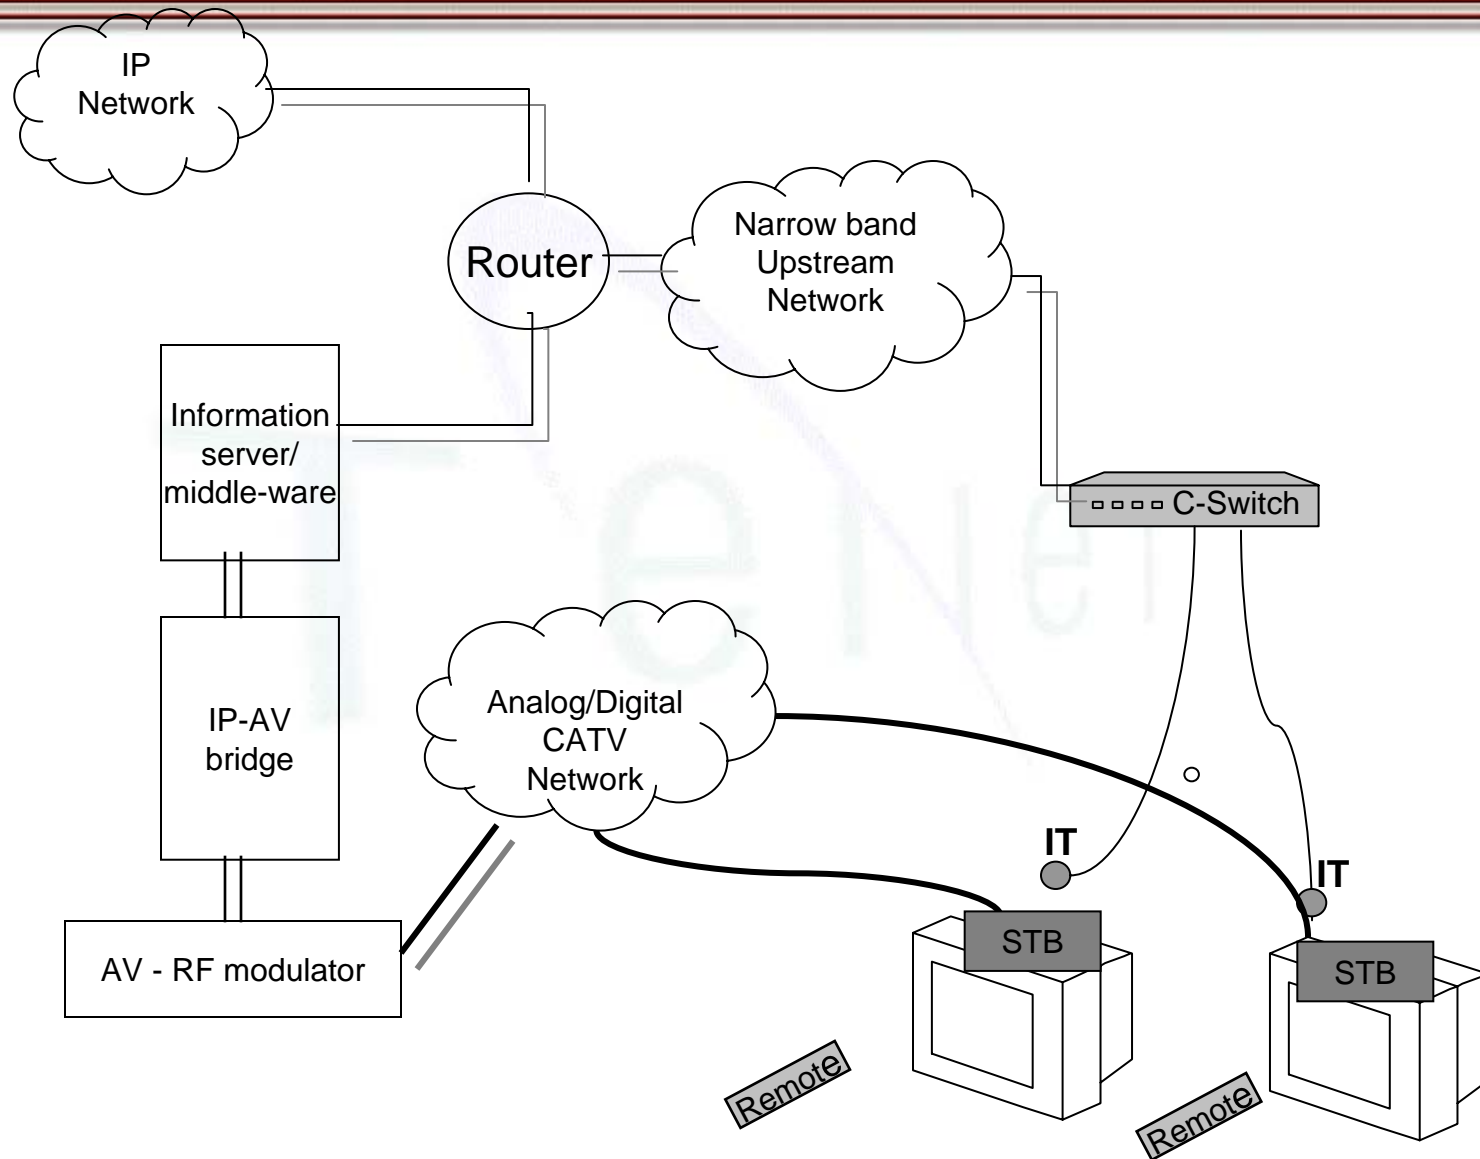 IP
Network
Router
Narrow band
Upstream
Network
Information
server/
middle-ware
C-Switch
IP-AV
bridge
Analog/Digital
CATV
Network
IT
IT
AV - RF modulator
STB
STB
Remote
Remote
TeNeT